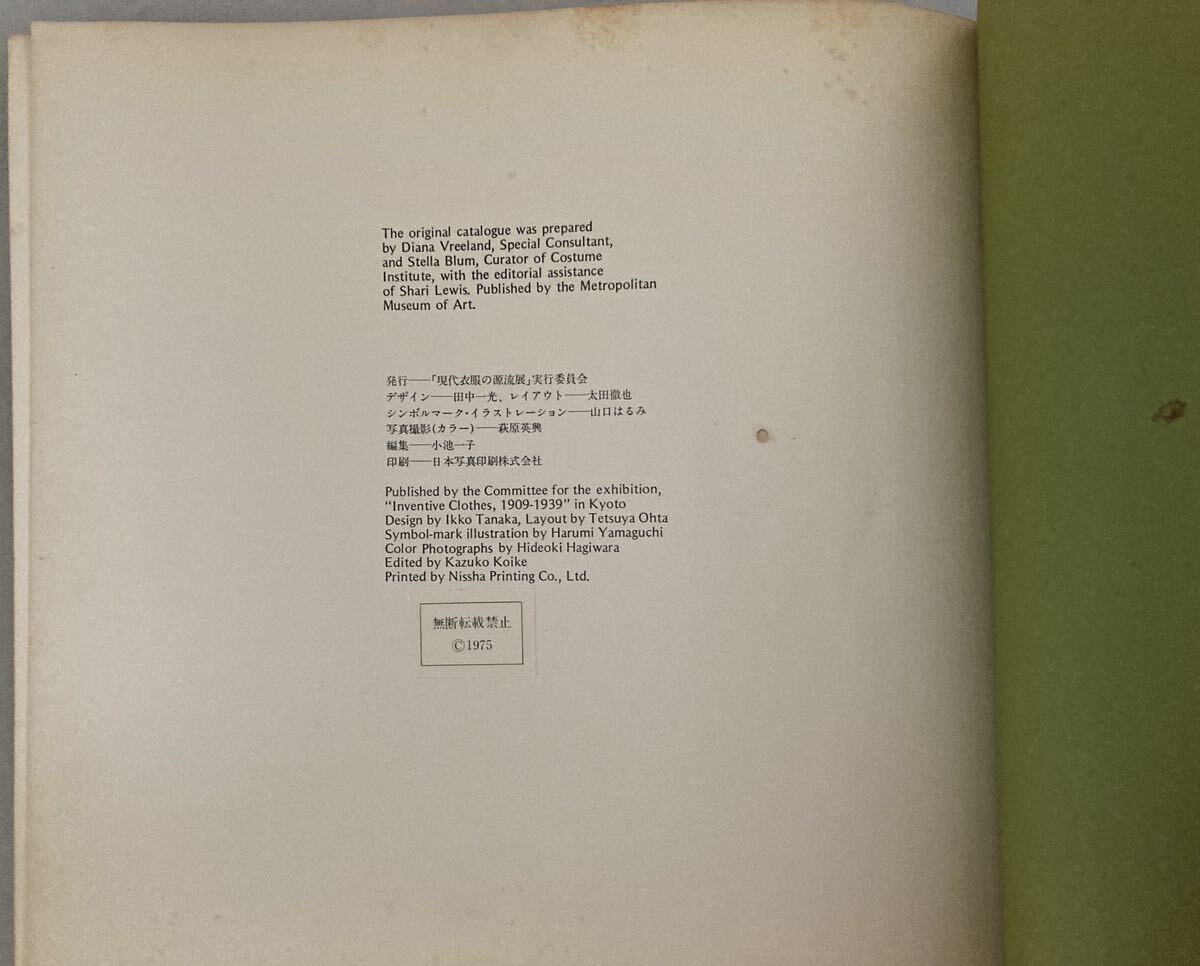 The original catalogue was prepared
by Diana Vreeland, Special Consultant,
and Stella Blum, Curator of Costume
Institute, with the editorial assistance
of Shari Lewis. Published by the Metropolitan
Museum of Art.
発行──「現代衣服の源流展」実行委員会
デザイン──田中一光、レイアウト──太田徹也
シンボルマーク・イラストレーション──山口はるみ
写真撮影(カラー)──萩原英興
編集──小池一子
印刷──日本写真印刷株式会社
Published by the Committee for the exhibition,
“Inventive Clothes, 1909-1939” in Kyoto
Design by Ikko Tanaka, Layout by Tetsuya Ohta
Symbol-mark illustration by Harumi Yamaguchi
Color Photographs by Hideoki Hagiwara
Edited by Kazuko Koike
Printed by Nissha Printing Co., Ltd.
無断転載禁止
©1975